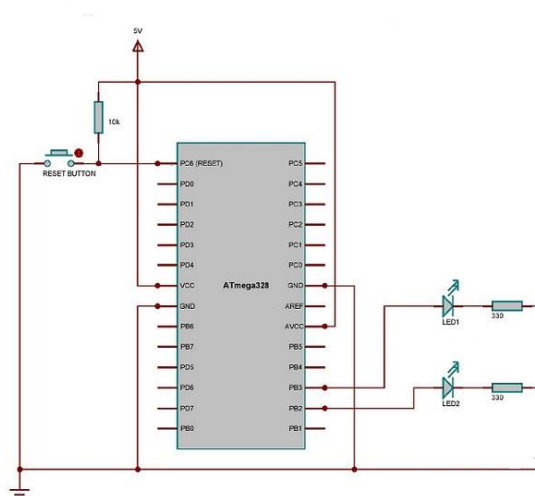 5V
10k
RESET BUTTON
PC6 (RESET)
PD0
PD1
PD2
PD3
PD4
VCC
GND
PB6
PB7
PD5
PD6
PD7
PB0
ATmega328
PC5
PC4
PC3
PC2
PC1
PC0
GND
AREF
AVCC
PB5
PB4
PB3
PB2
PB1
LED1
330
LED2
330